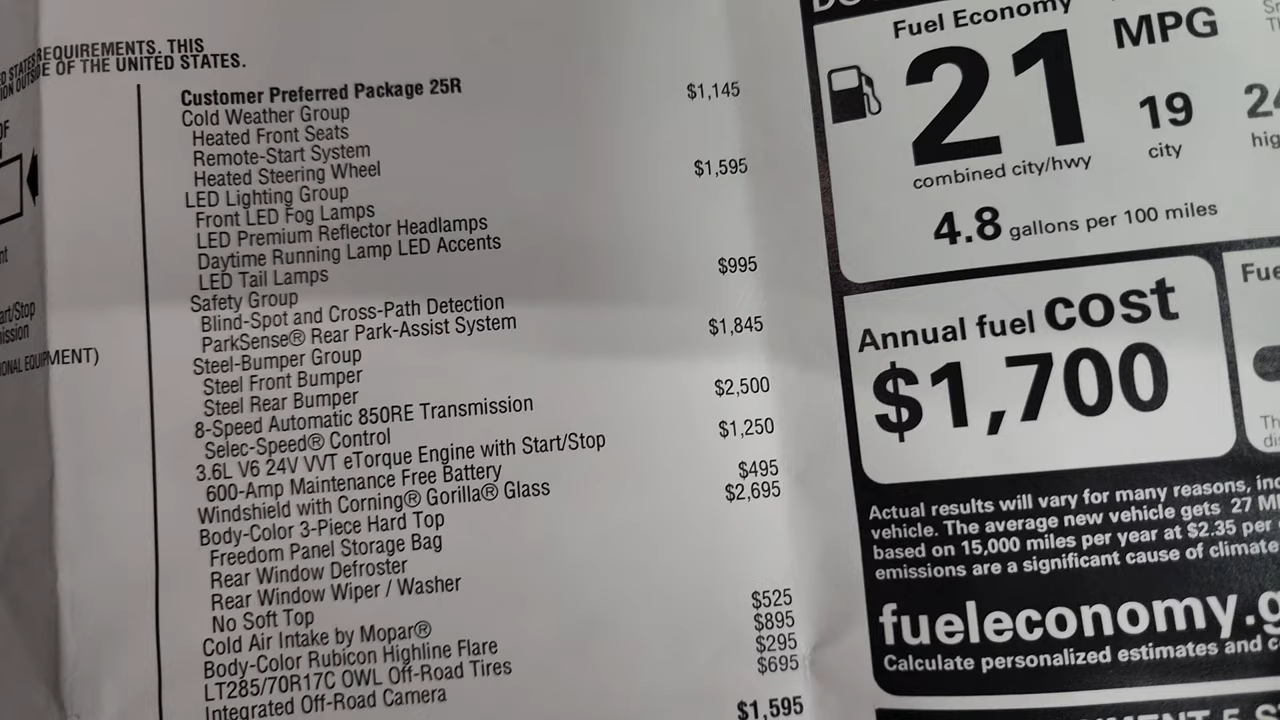 REQUIREMENTS. THIS
E OF THE UNITED STATES.
OF
art/Stop
ission
EQUIPMENT)
Customer Preferred Package 25R
Cold Weather Group $1,145
Heated Front Seats
Remote-Start System
Heated Steering Wheel
LED Lighting Group $1,595
Front LED Fog Lamps
LED Premium Reflector Headlamps
Daytime Running Lamp LED Accents
LED Tail Lamps
Safety Group $995
Blind-Spot and Cross-Path Detection
ParkSense® Rear Park-Assist System
Steel-Bumper Group $1,845
Steel Front Bumper
Steel Rear Bumper
8-Speed Automatic 850RE Transmission $2,500
Selec-Speed® Control
3.6L V6 24V VVT eTorque Engine with Start/Stop $1,250
600-Amp Maintenance Free Battery
Windshield with Corning® Gorilla® Glass $495
Body-Color 3-Piece Hard Top $2,695
Freedom Panel Storage Bag
Rear Window Defroster
Rear Window Wiper / Washer
No Soft Top
Cold Air Intake by Mopar® $525
Body-Color Rubicon Highline Flare $895
LT285/70R17C OWL Off-Road Tires $295
Integrated Off-Road Camera $695
$1,595
Fuel Economy
21 MPG
19
city
combined city/hwy
4.8 gallons per 100 miles
Annual fuel cost
$1,700
Actual results will vary for many reasons, inc
vehicle. The average new vehicle gets 27 M
based on 15,000 miles per year at $2.35 per
emissions are a significant cause of climate
fueleconomy.g
Calculate personalized estimates and c